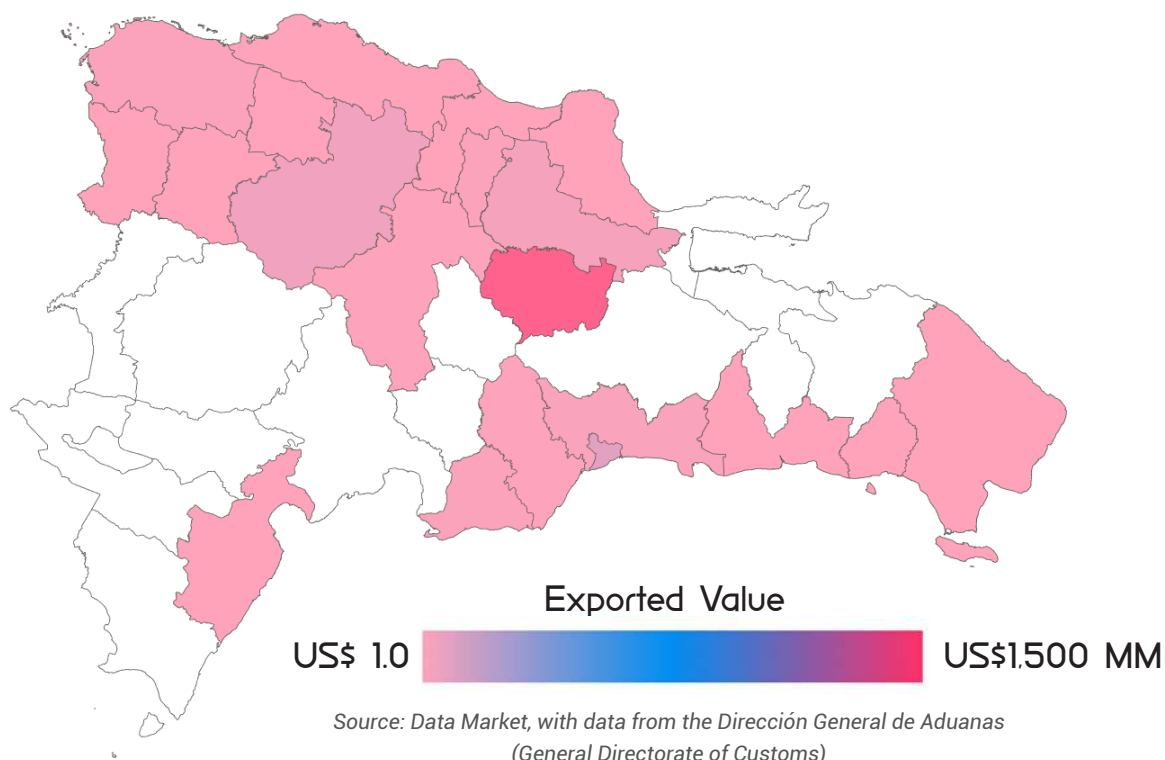 Exported Value
US$ 1.0
US$1,500 MM
Source: Data Market, with data from the Dirección General de Aduanas
(General Directorate of Customs)